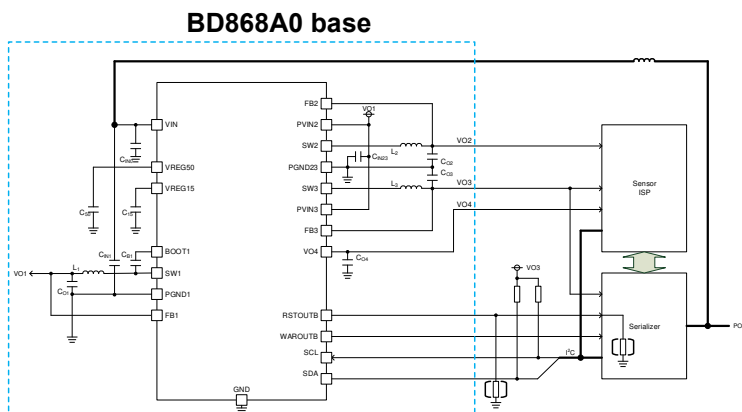 BD868A0 base
FB2
VO1
VIN
PVIN2
SW2
L2
VO2
CIN2
CIN23
CO2
CO3
VREG50
PGND23
VREG15
SW3
L3
VO3
C50
C15
PVIN3
VO4
Sensor
ISP
FB3
BOOT1
VO4
CIN1
CB1
CO4
VO1
L1
SW1
VO3
CO1
PGND1
FB1
RSTOUTB
WAROUTB
Serializer
PO
SCL
I²C
SDA
GND